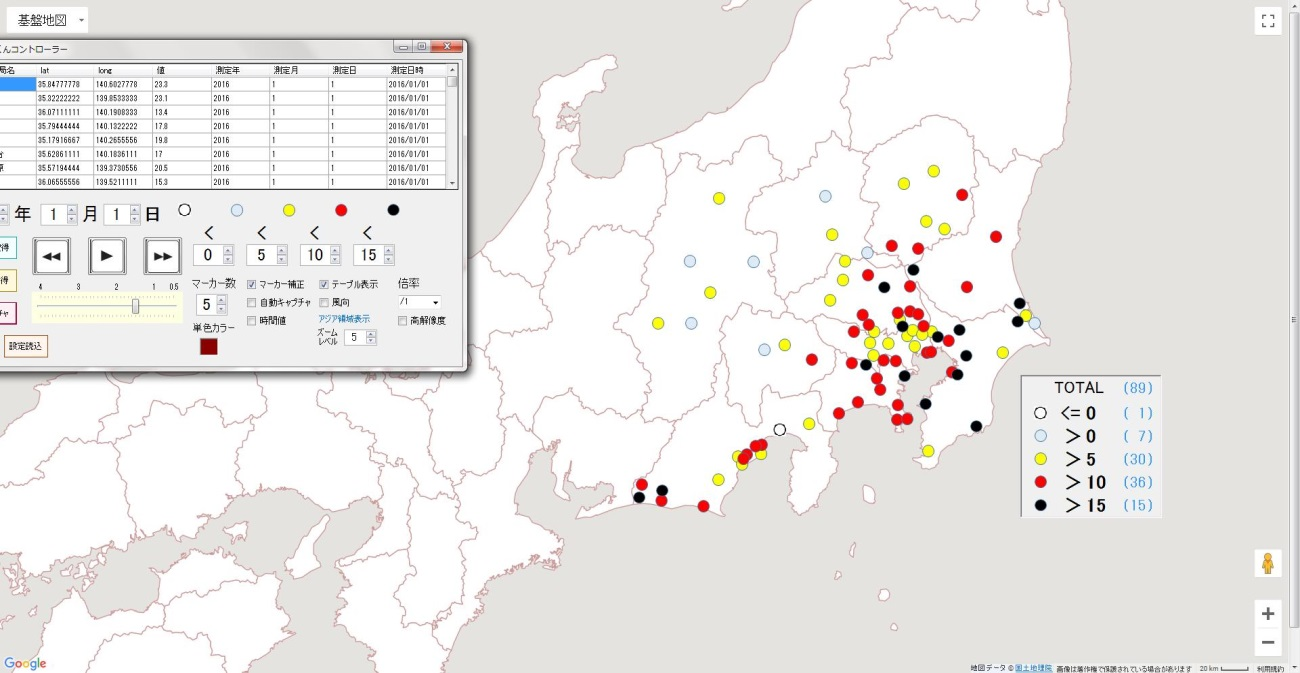 基盤地図
くんコントローラー
局名 lat long 値 測定年 測定月 測定日 測定日時
35.84777778 140.6027778 23.3 2016 1 1 2016/01/01
35.32222222 139.8533333 23.1 2016 1 1 2016/01/01
36.07111111 140.1908333 13.4 2016 1 1 2016/01/01
35.79444444 140.1322222 17.8 2016 1 1 2016/01/01
35.17916667 140.2655556 19.8 2016 1 1 2016/01/01
35.62861111 140.1836111 17 2016 1 1 2016/01/01
原 35.57194444 139.3730556 20.5 2016 1 1 2016/01/01
36.06555556 139.5211111 15.3 2016 1 1 2016/01/01
年 1 月 1 日
< < < <
0 5 10 15
得
◀◀ ▶ ▶▶
マーカー数 マーカー補正 テーブル表示 倍率
得
4 3 2 1 0.5
5 自動キャプチャ 風向 /1
チャ
単色カラー 時間値 アジア領域表示 高解像度
ズームレベル 5
設定読込
TOTAL (89)
<= 0 ( 1)
> 0 ( 7)
> 5 (30)
> 10 (36)
> 15 (15)
+
−
Google
地図データ © 国土地理院 画像は著作権で保護されている場合があります 20 km 利用規約